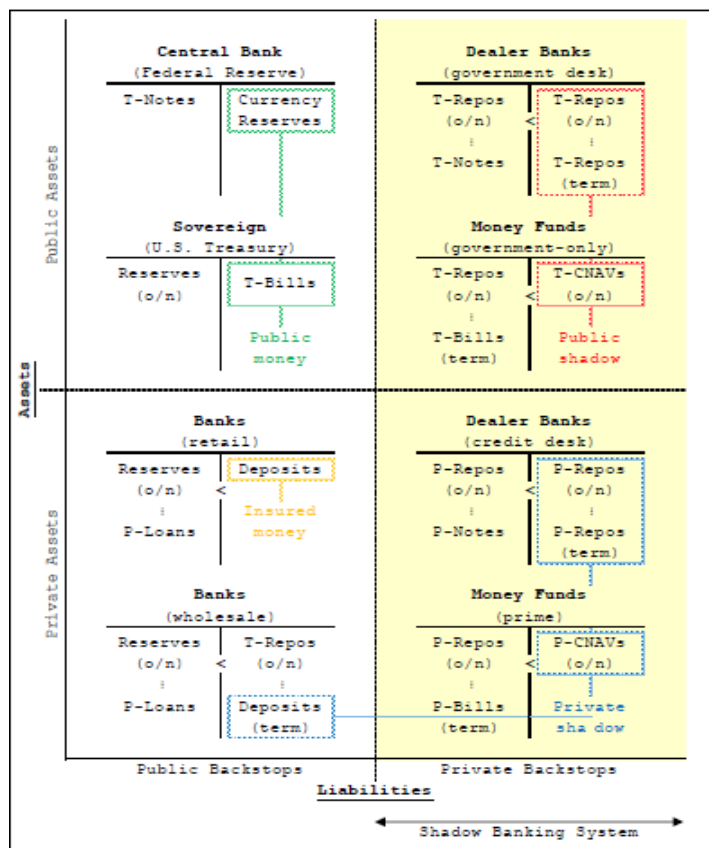 Central Bank
(Federal Reserve)
T-Notes
Currency
Reserves
Sovereign
(U.S. Treasury)
Reserves
(o/n)
T-Bills
Public
money
Dealer Banks
(government desk)
T-Repos
(o/n)
⋮
T-Notes
<
T-Repos
(o/n)
⋮
T-Repos
(term)
Money Funds
(government-only)
T-Repos
(o/n)
⋮
T-Bills
(term)
<
T-CNAVs
(o/n)
Public
shadow
Public Assets
Assets
Private Assets
Banks
(retail)
Reserves
(o/n)
⋮
P-Loans
<
Deposits
Insured
money
Banks
(wholesale)
Reserves
(o/n)
⋮
P-Loans
<
T-Repos
(o/n)
⋮
Deposits
(term)
Dealer Banks
(credit desk)
P-Repos
(o/n)
⋮
P-Notes
<
P-Repos
(o/n)
⋮
P-Repos
(term)
Money Funds
(prime)
P-Repos
(o/n)
⋮
P-Bills
(term)
<
P-CNAVs
(o/n)
Private
sha dow
Public Backstops
Private Backstops
Liabilities
Shadow Banking System